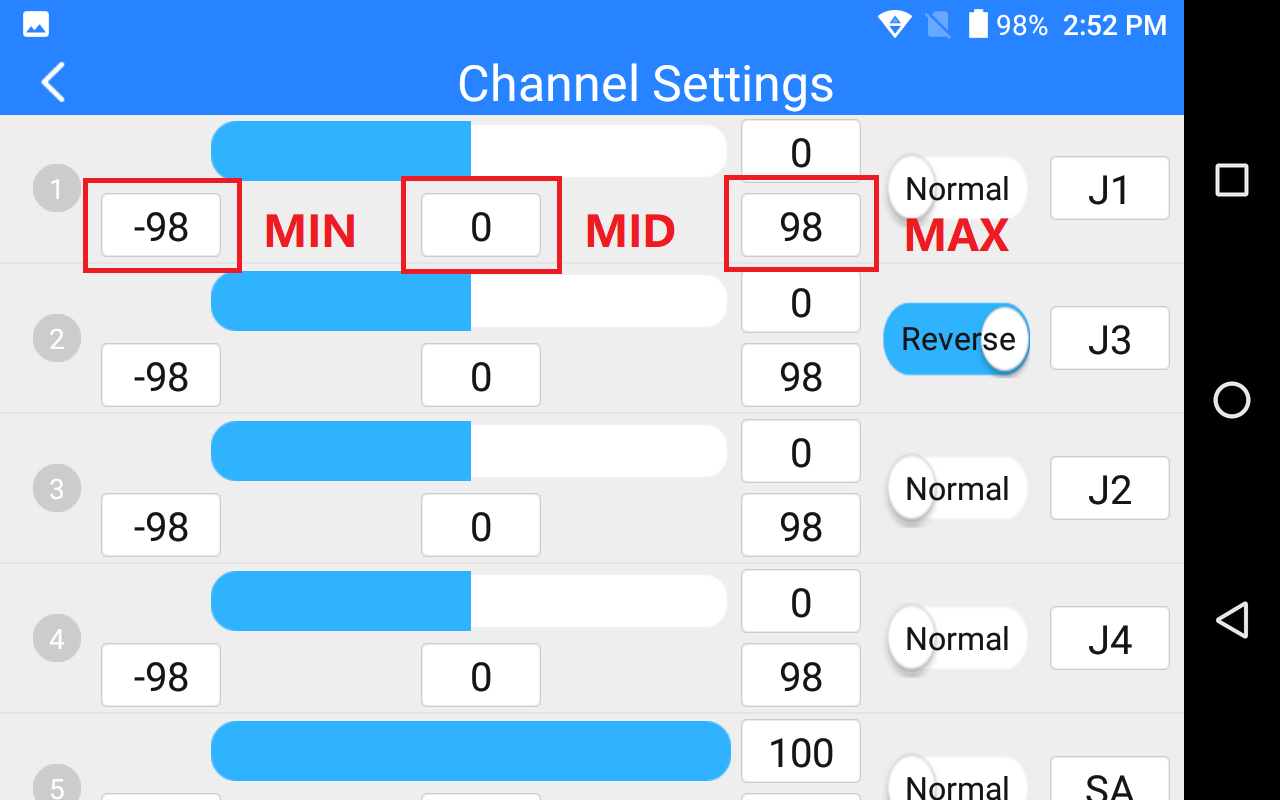 98% 2:52 PM
Channel Settings
0
1 Normal J1
-98 MIN 0 MID 98 MAX
0
2 Reverse J3
-98 0 98
0
3 Normal J2
-98 0 98
0
4 Normal J4
-98 0 98
100
5 Normal SA